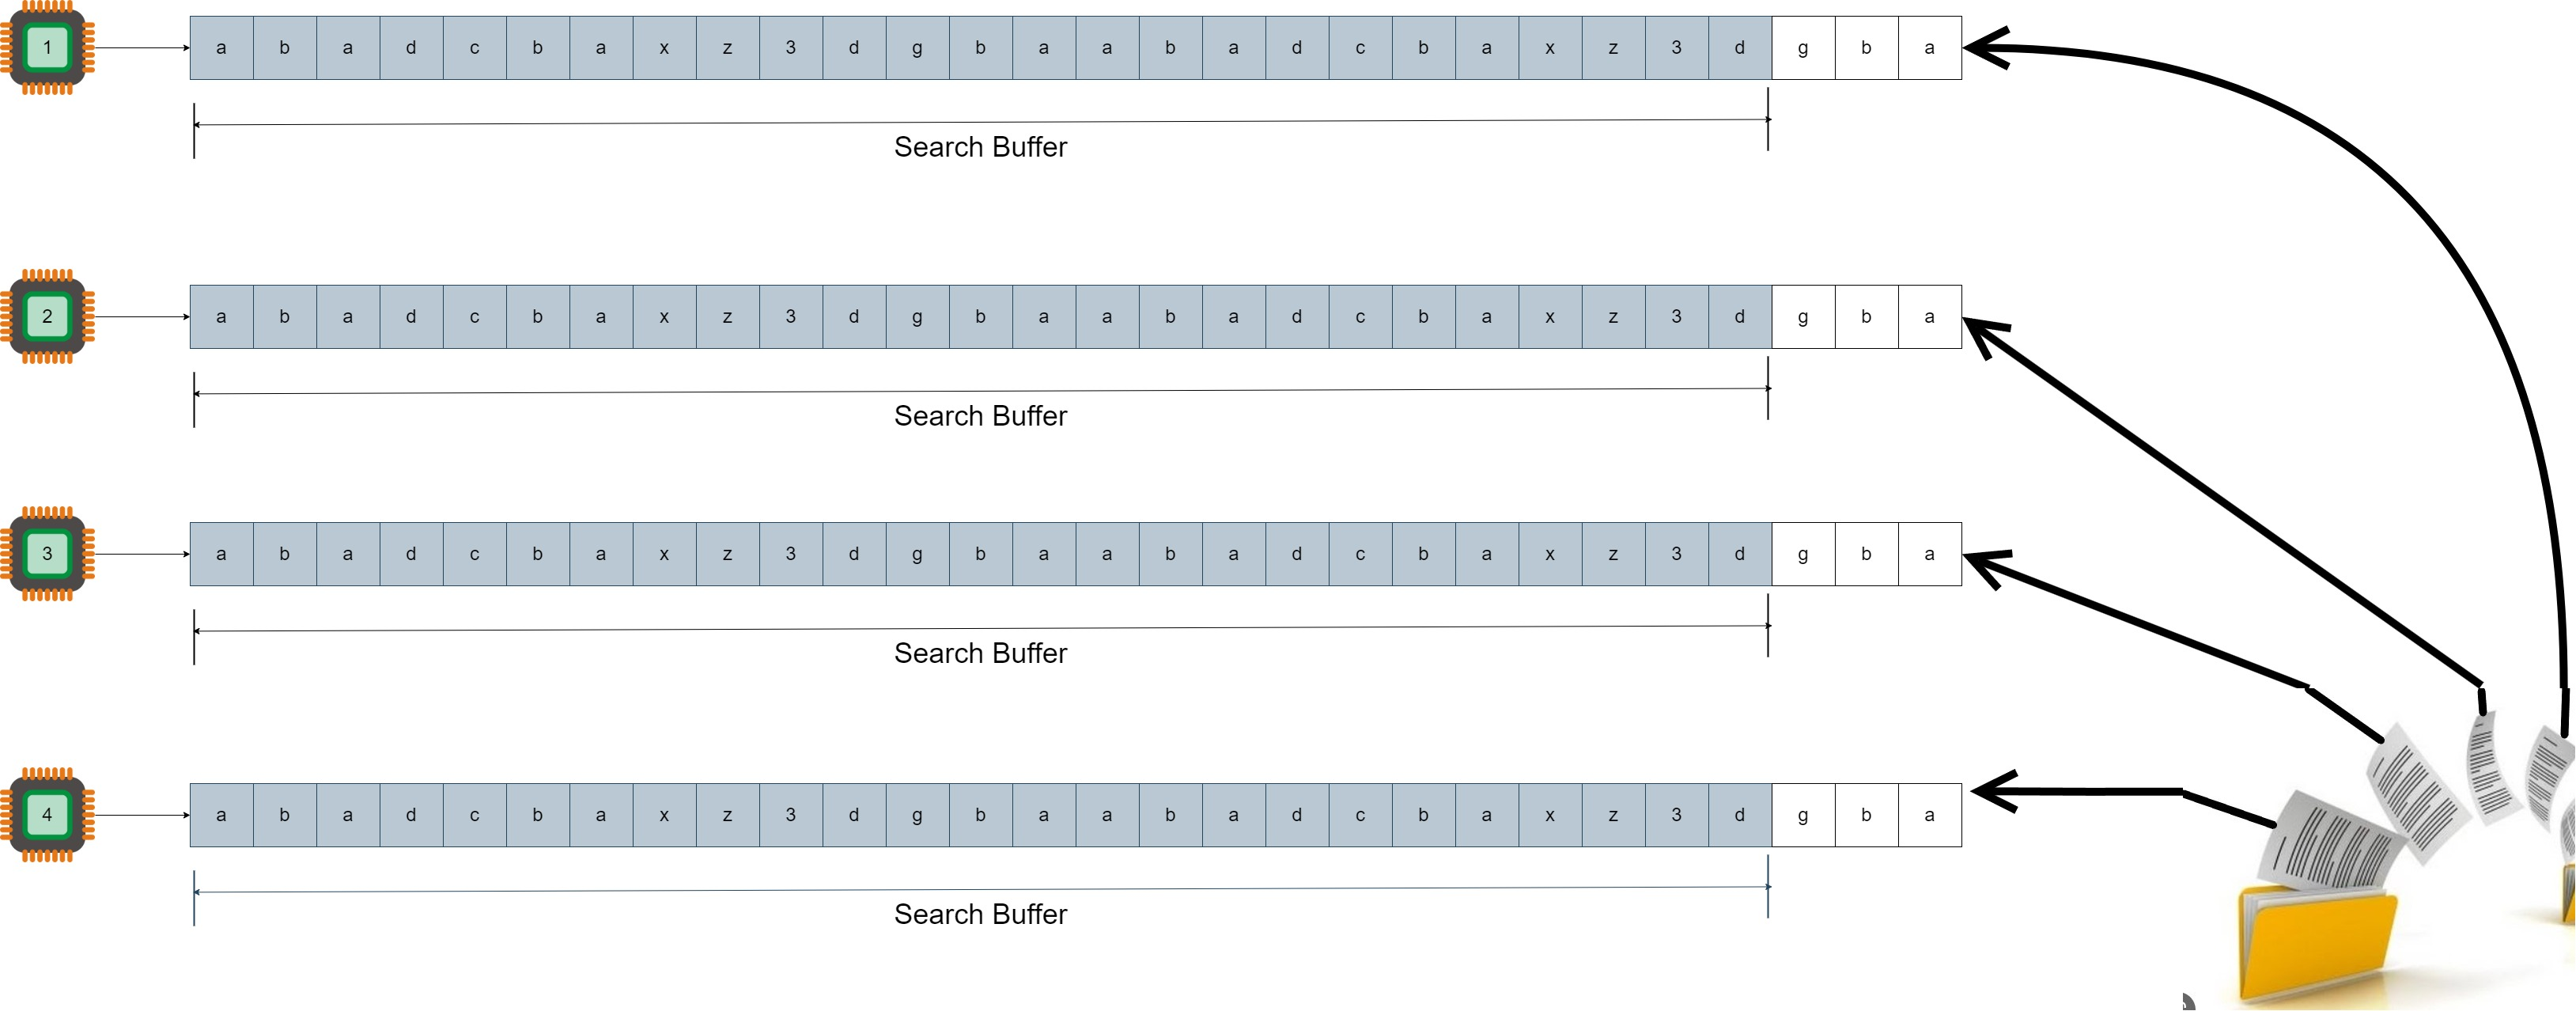 1 a b a d c b a x z 3 d g b a a b a d c b a x z 3 d g b a
Search Buffer
2 a b a d c b a x z 3 d g b a a b a d c b a x z 3 d g b a
Search Buffer
3 a b a d c b a x z 3 d g b a a b a d c b a x z 3 d g b a
Search Buffer
4 a b a d c b a x z 3 d g b a a b a d c b a x z 3 d g b a
Search Buffer